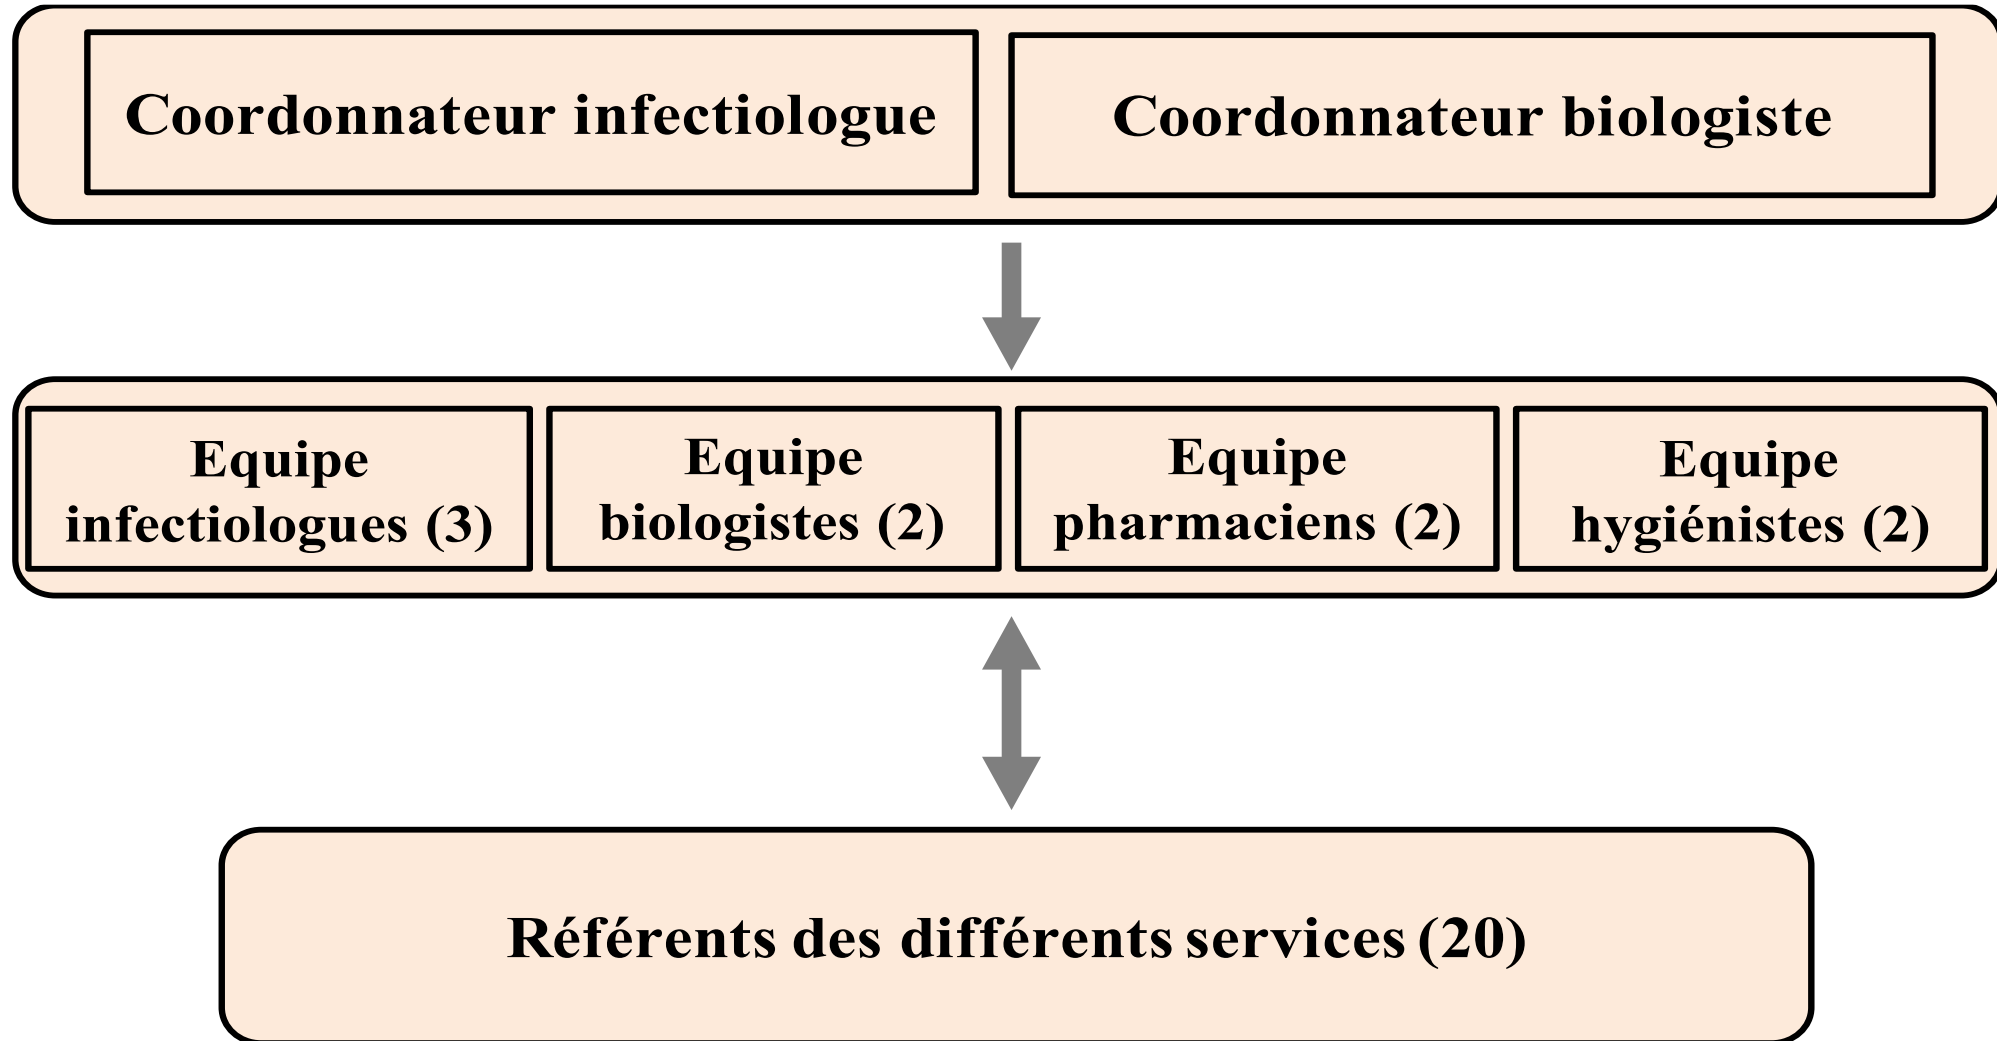 Coordonnateur infectiologue
Coordonnateur biologiste
Equipe
infectiologues (3)
Equipe
biologistes (2)
Equipe
pharmaciens (2)
Equipe
hygiénistes (2)
Référents des différents services (20)